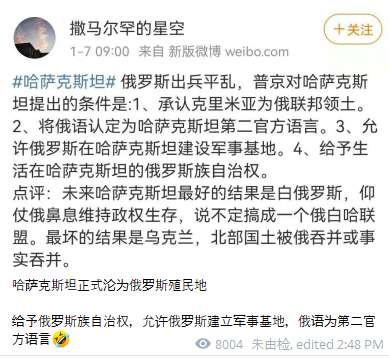 撒马尔罕的星空
+关注
1-7 09:00 来自 新版微博 weibo.com
#哈萨克斯坦# 俄罗斯出兵平乱，普京对哈萨克斯
坦提出的条件是:1、承认克里米亚为俄联邦领土。
2、将俄语认定为哈萨克斯坦第二官方语言。3、允
许俄罗斯在哈萨克斯坦建设军事基地。4、给予生
活在哈萨克斯坦的俄罗斯族自治权。
点评：未来哈萨克斯坦最好的结果是白俄罗斯，仰
仗俄鼻息维持政权生存，说不定搞成一个俄白哈联
盟。最坏的结果是乌克兰，北部国土被俄吞并或事
实吞并。
哈萨克斯坦正式沦为俄罗斯殖民地
给予俄罗斯族自治权，允许俄罗斯建立军事基地，俄语为第二官
方语言🤣
8004 朱由检, edited 2:48 PM